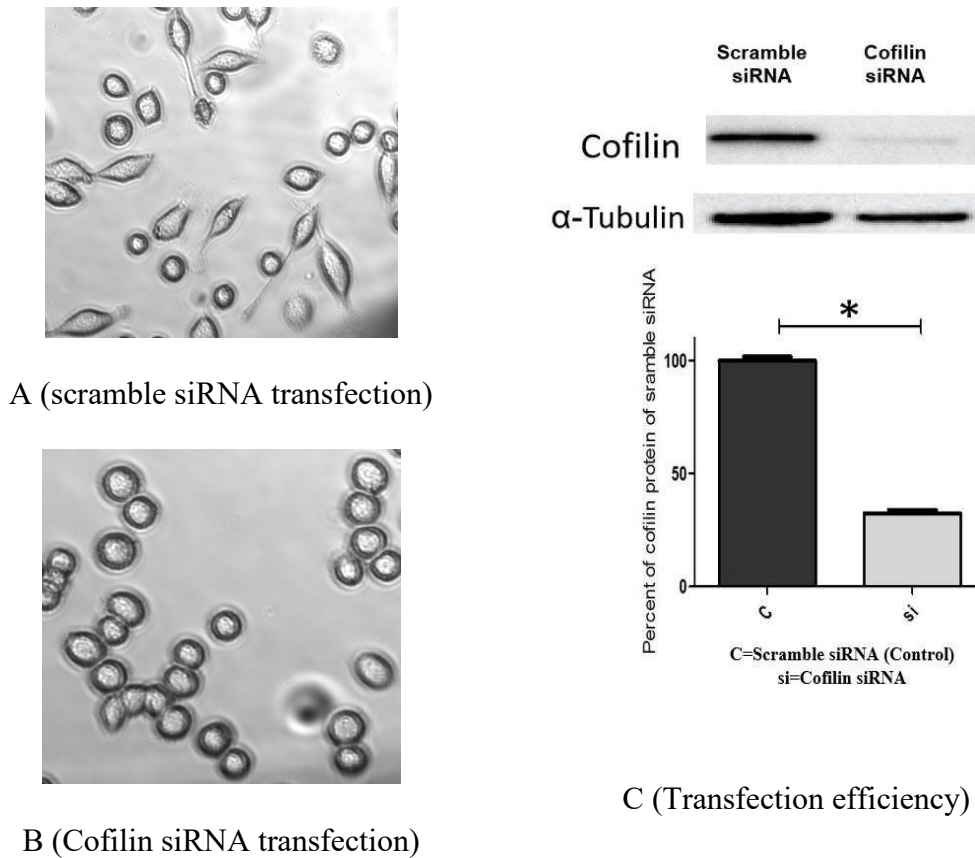 A (scramble siRNA transfection)
B (Cofilin siRNA transfection)
Scramble
siRNA
Cofilin
siRNA
Cofilin
α-Tubulin
Percent of cofilin protein of sramble siRNA
*
100
50
0
C
si
C=Scramble siRNA (Control)
si=Cofilin siRNA
C (Transfection efficiency)